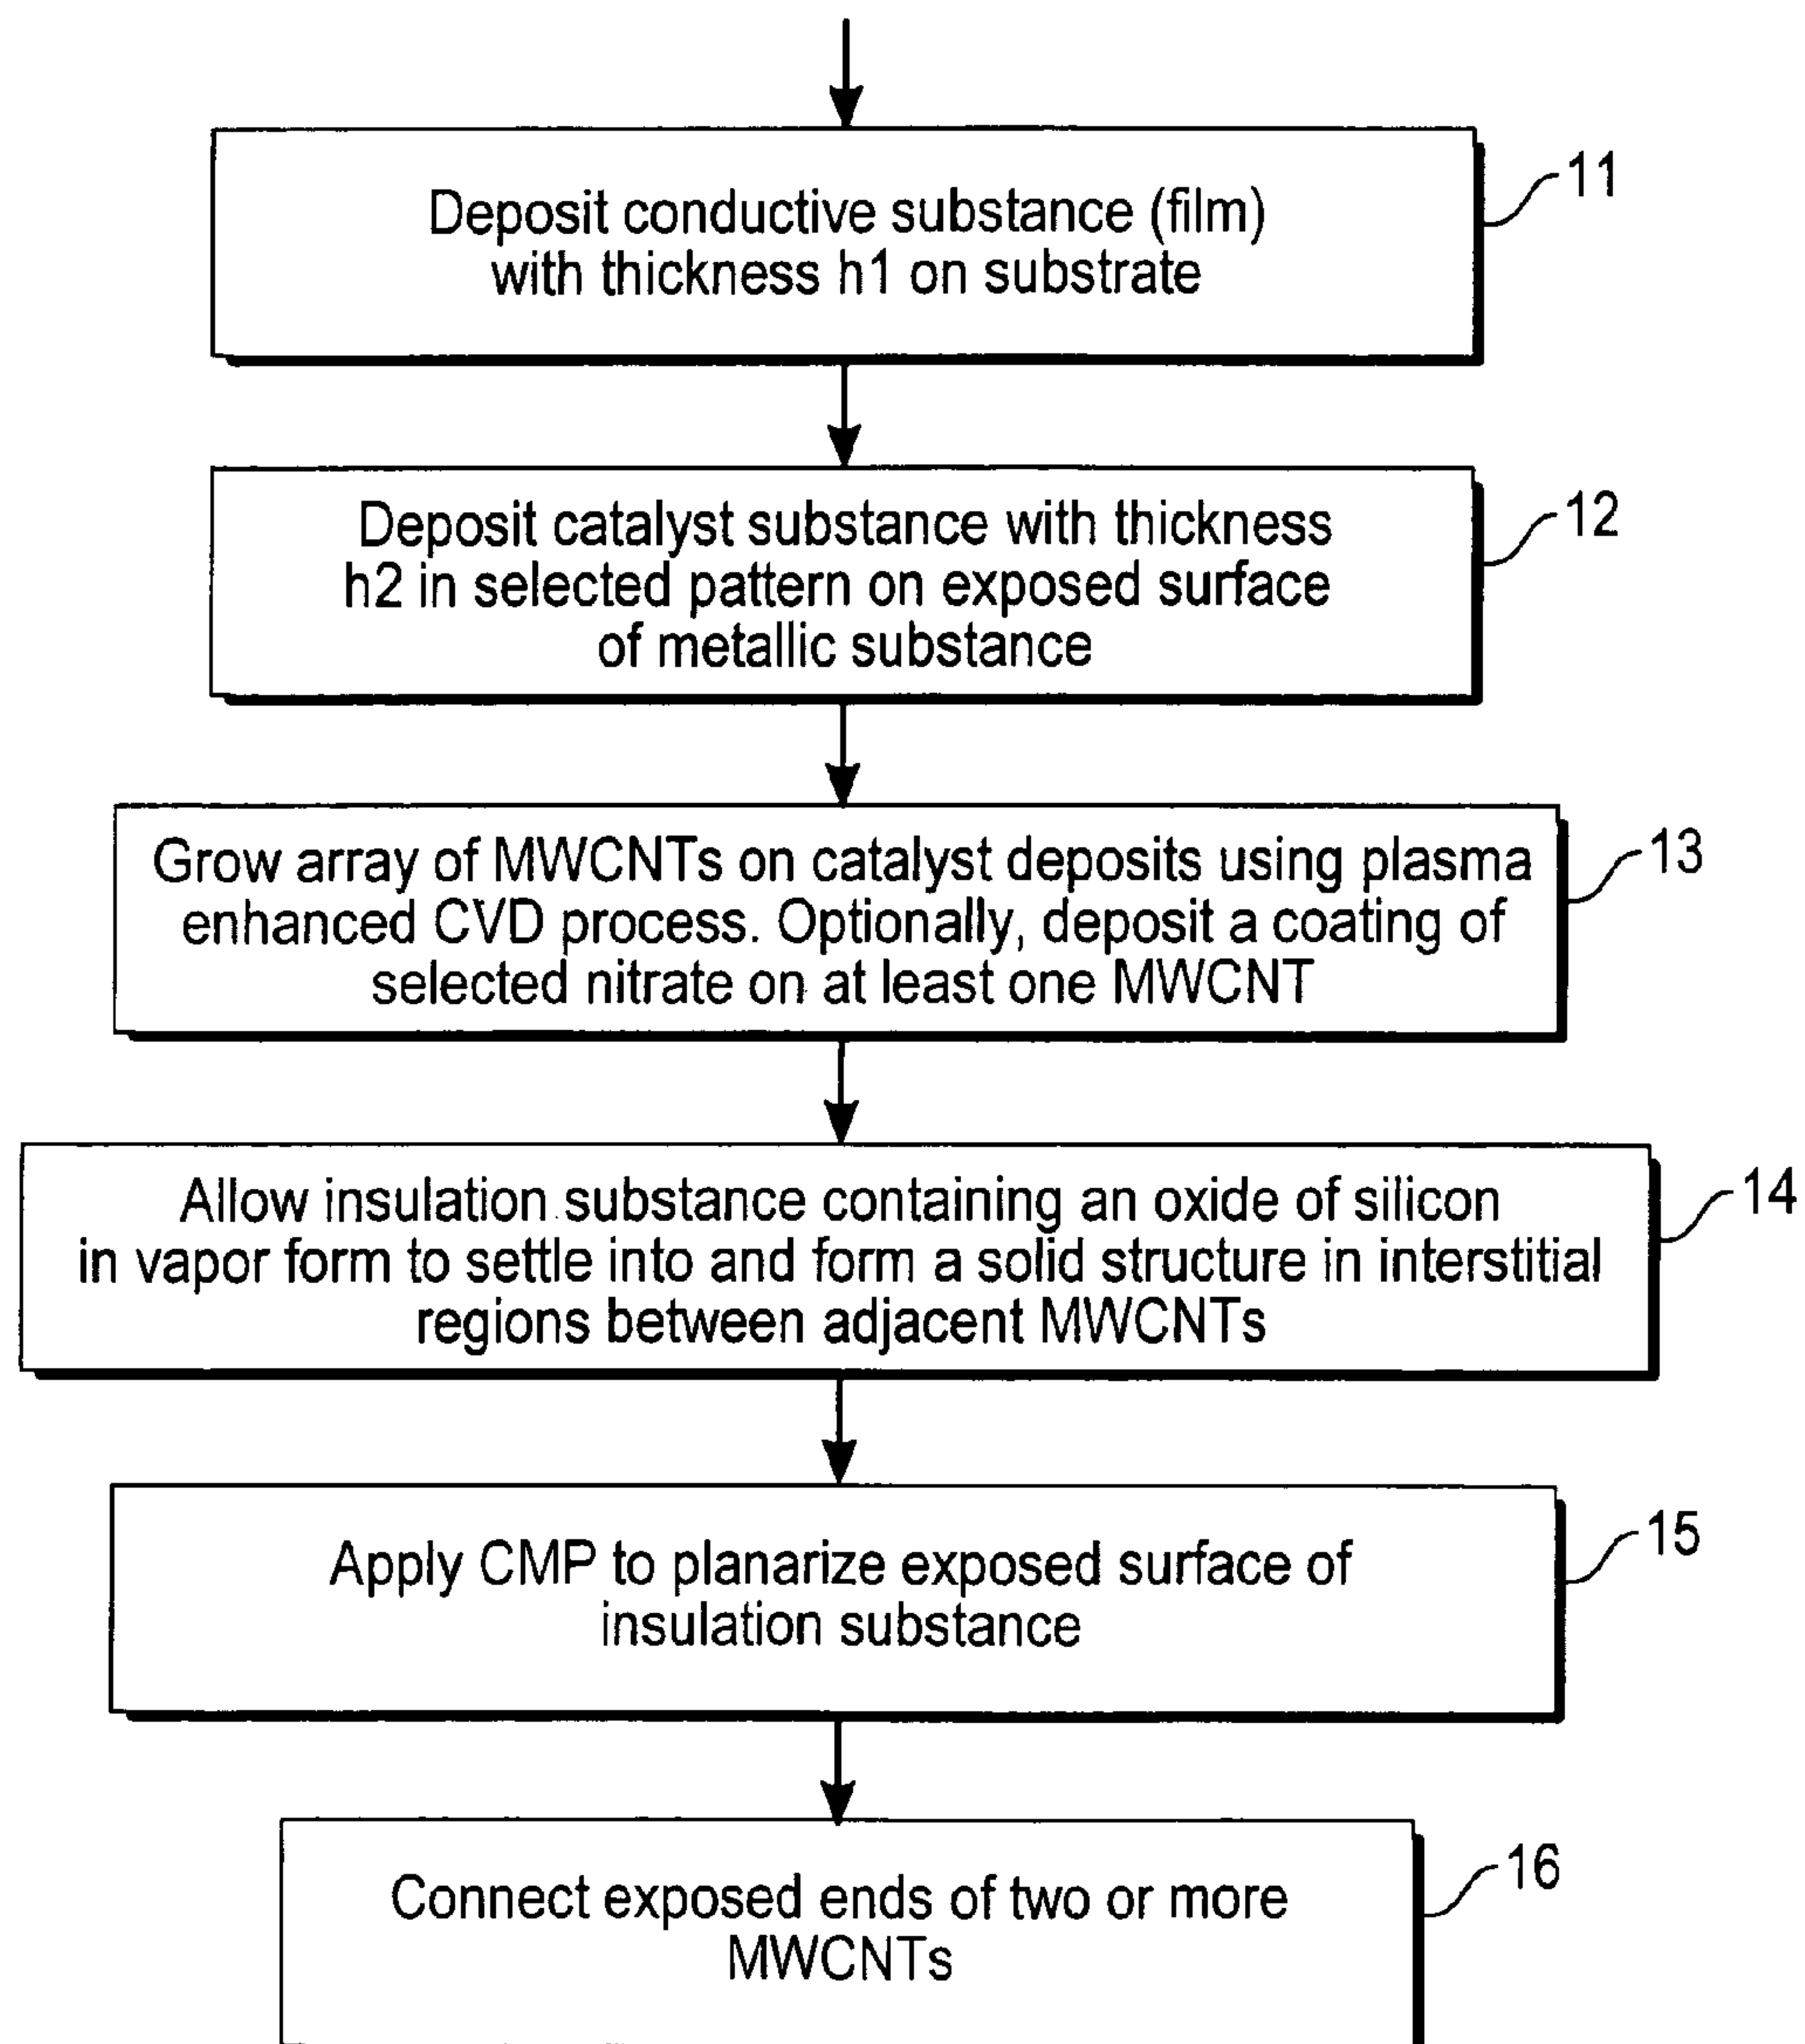 Deposit conductive substance (film)
with thickness h1 on substrate
11
Deposit catalyst substance with thickness
h2 in selected pattern on exposed surface
of metallic substance
12
Grow array of MWCNTs on catalyst deposits using plasma
enhanced CVD process. Optionally, deposit a coating of
selected nitrate on at least one MWCNT
13
Allow insulation substance containing an oxide of silicon
in vapor form to settle into and form a solid structure in interstitial
regions between adjacent MWCNTs
14
Apply CMP to planarize exposed surface of
insulation substance
15
Connect exposed ends of two or more
MWCNTs
16